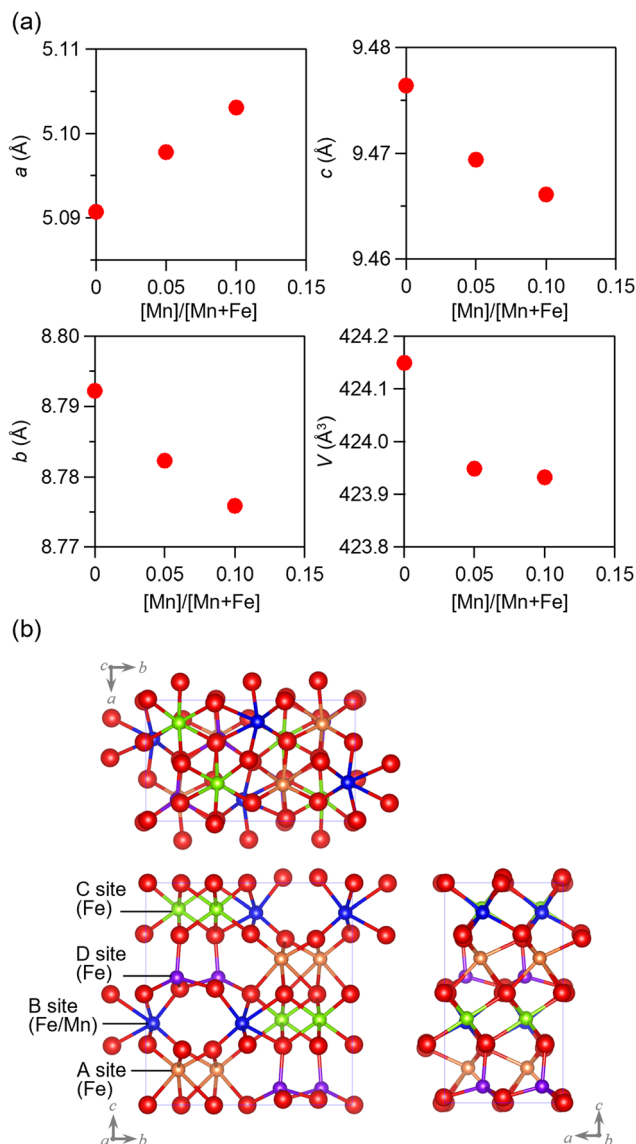 (a)
5.11
5.10
5.09
a (Å)
0 0.05 0.10 0.15
[Mn]/[Mn+Fe]
9.48
9.47
9.46
c (Å)
0 0.05 0.10 0.15
[Mn]/[Mn+Fe]
8.80
8.79
8.78
8.77
b (Å)
0 0.05 0.10 0.15
[Mn]/[Mn+Fe]
424.2
424.1
424.0
423.9
423.8
V (Å³)
0 0.05 0.10 0.15
[Mn]/[Mn+Fe]
(b)
c b
a
C site
(Fe)
D site
(Fe)
B site
(Fe/Mn)
A site
(Fe)
c
a b
c
a b